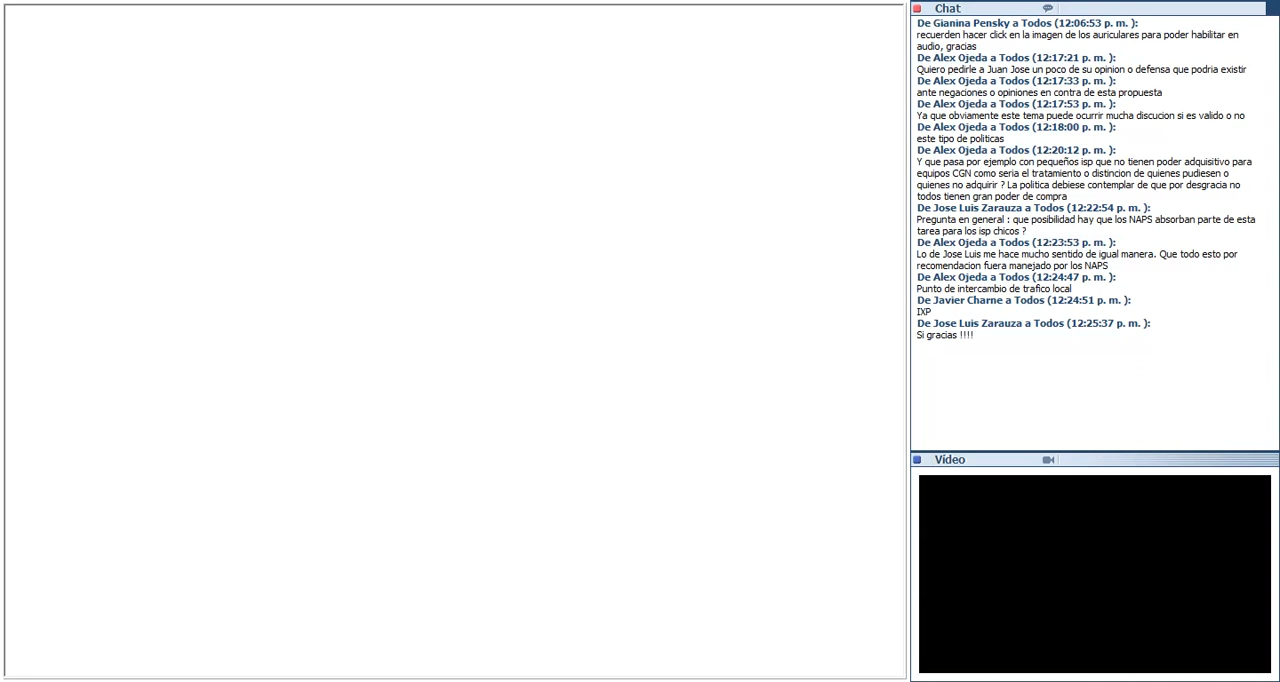 Chat
De Gianina Pensky a Todos (12:06:53 p. m. ):
recuerden hacer click en la imagen de los auriculares para poder habilitar en
audio, gracias
De Alex Ojeda a Todos (12:17:21 p. m. ):
Quiero pedirle a Juan Jose un poco de su opinion o defensa que podria existir
De Alex Ojeda a Todos (12:17:33 p. m. ):
ante negaciones o opiniones en contra de esta propuesta
De Alex Ojeda a Todos (12:17:53 p. m. ):
Ya que obviamente este tema puede ocurrir mucha discucion si es valido o no
De Alex Ojeda a Todos (12:18:00 p. m. ):
este tipo de politicas
De Alex Ojeda a Todos (12:20:12 p. m. ):
Y que pasa por ejemplo con pequeños isp que no tienen poder adquisitivo para
equipos CGN como seria el tratamiento o distincion de quienes pudiesen o
quienes no adquirir ? La politica debiese contemplar de que por desgracia no
todos tienen gran poder de compra
De Jose Luis Zarauza a Todos (12:22:54 p. m. ):
Pregunta en general : que posibilidad hay que los NAPS absorban parte de esta
tarea para los isp chicos ?
De Alex Ojeda a Todos (12:23:53 p. m. ):
Lo de Jose Luis me hace mucho sentido de igual manera. Que todo esto por
recomendacion fuera manejado por los NAPS
De Alex Ojeda a Todos (12:24:47 p. m. ):
Punto de intercambio de trafico local
De Javier Charne a Todos (12:24:51 p. m. ):
IXP
De Jose Luis Zarauza a Todos (12:25:37 p. m. ):
Si gracias !!!!
Vídeo